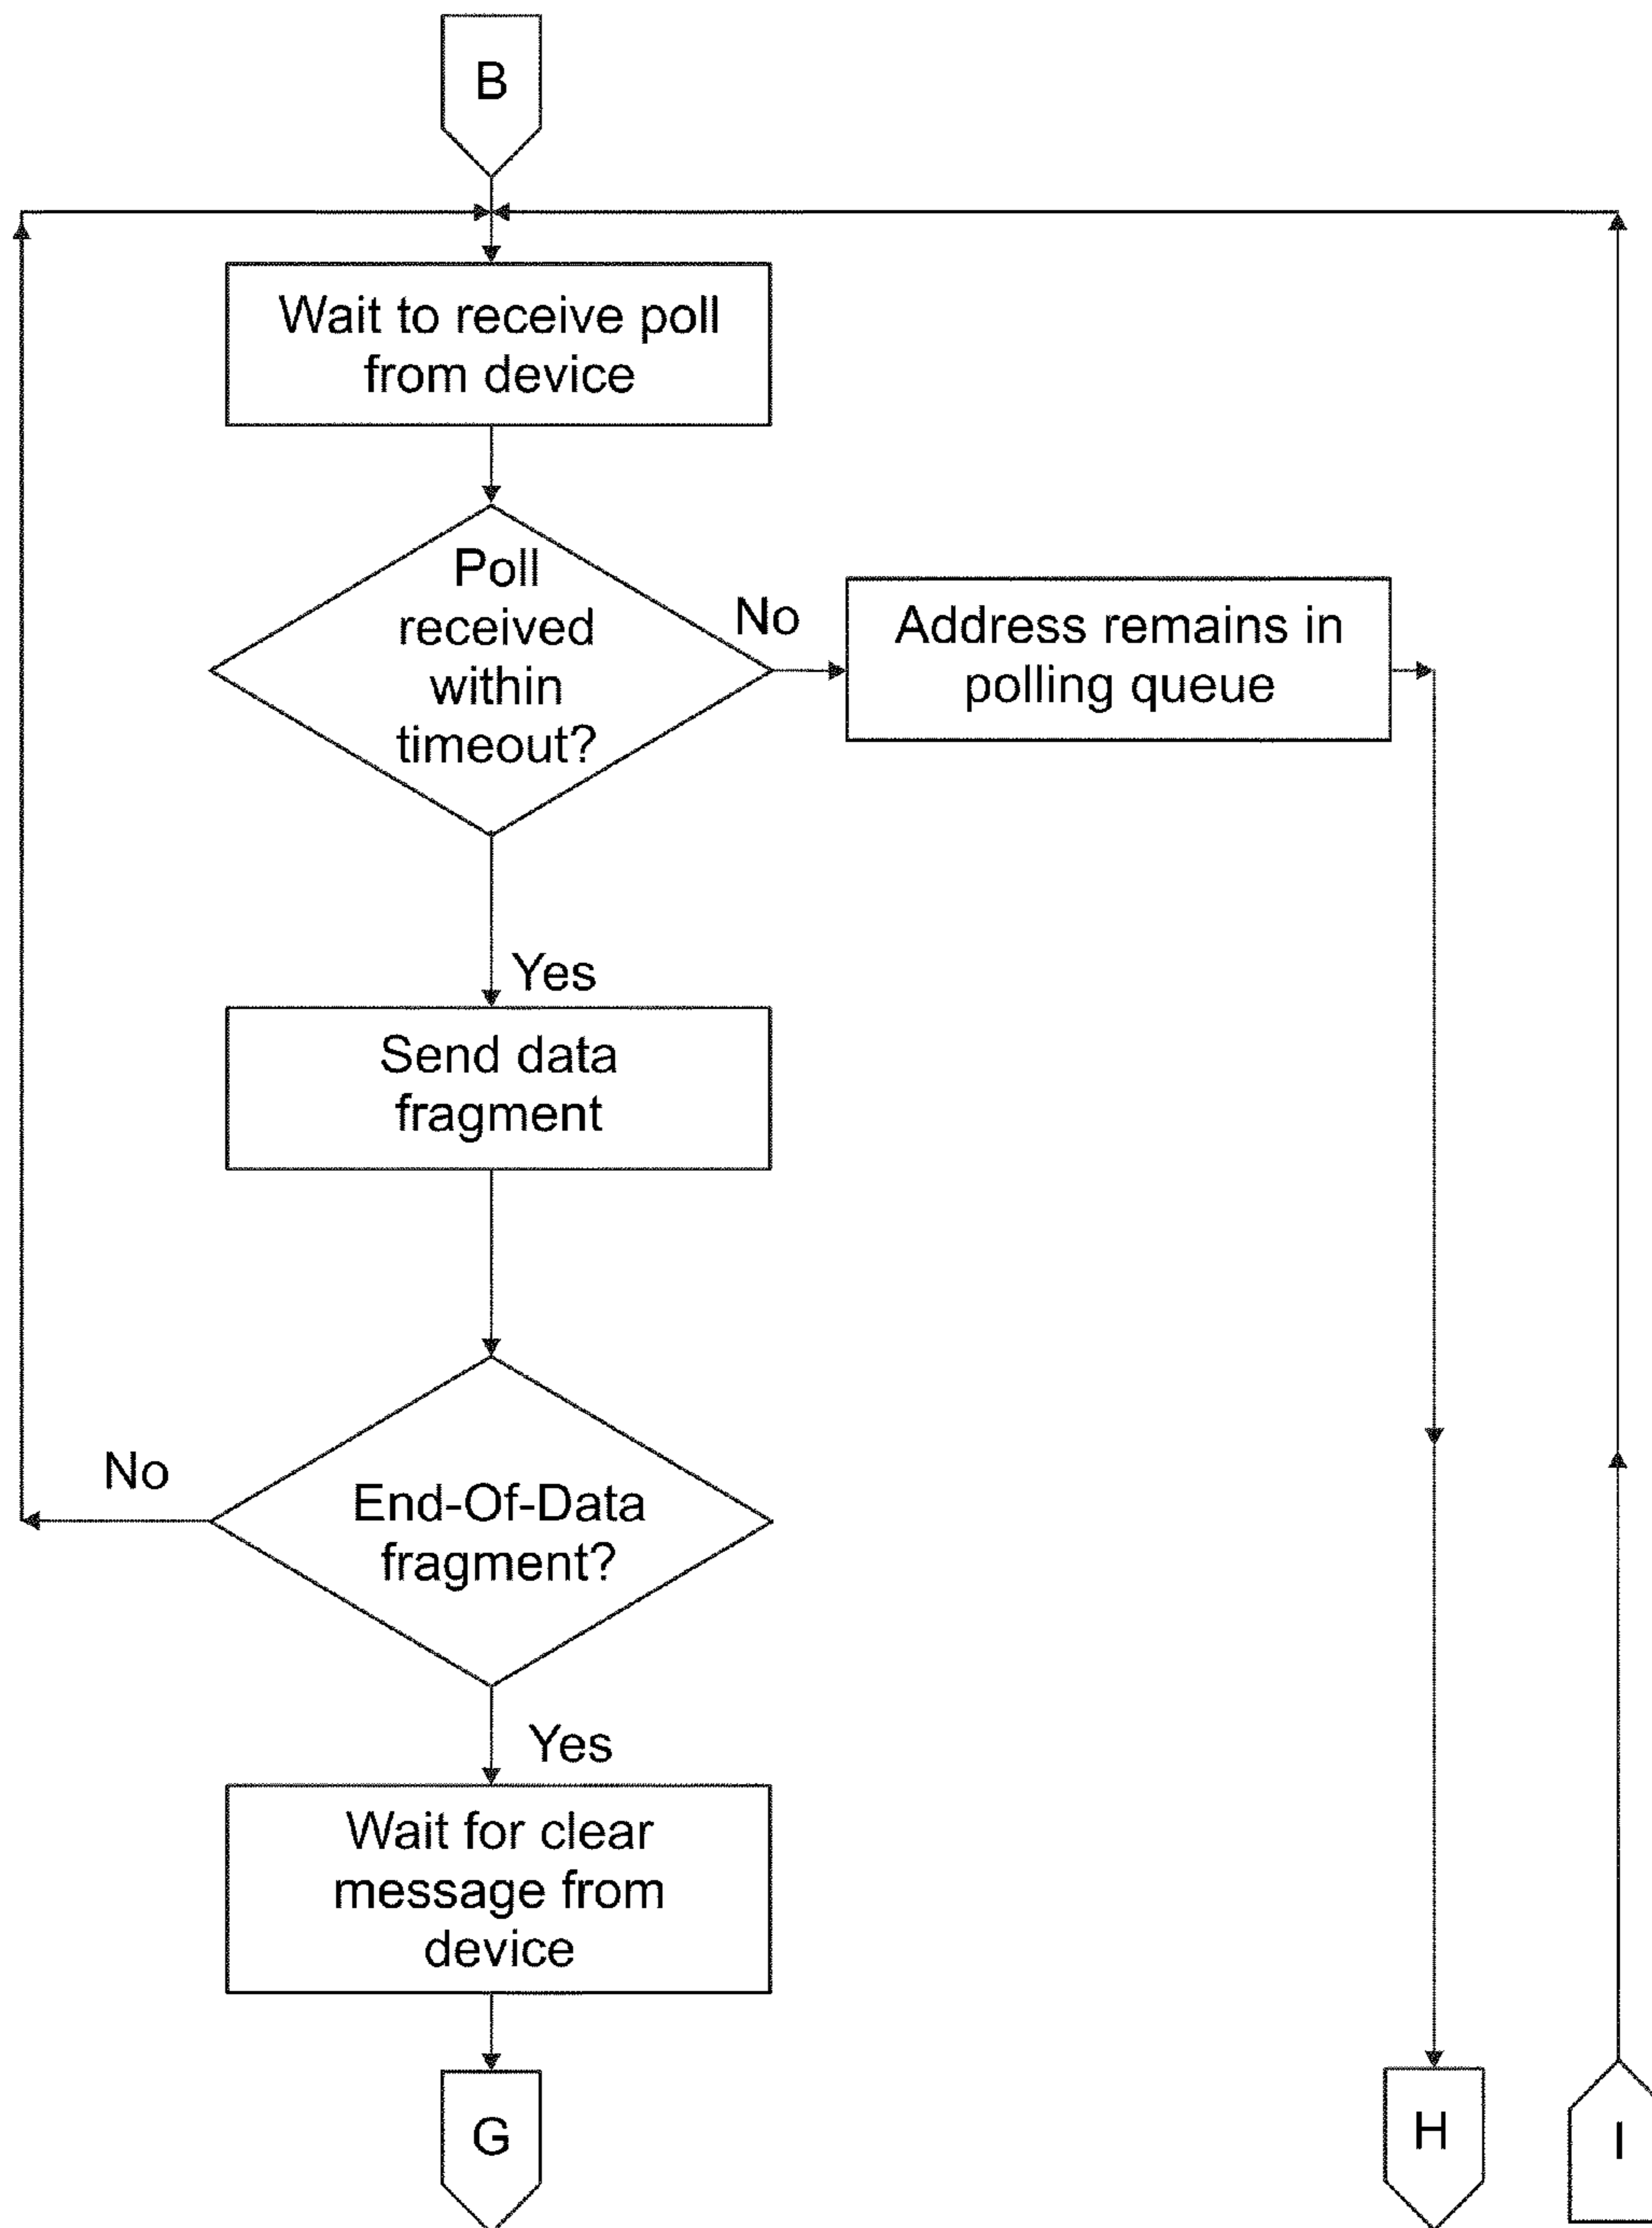 B
Wait to receive poll
from device
Poll
received
within
timeout?
No
Address remains in
polling queue
Yes
Send data
fragment
No
End-Of-Data
fragment?
Yes
Wait for clear
message from
device
G
H
I